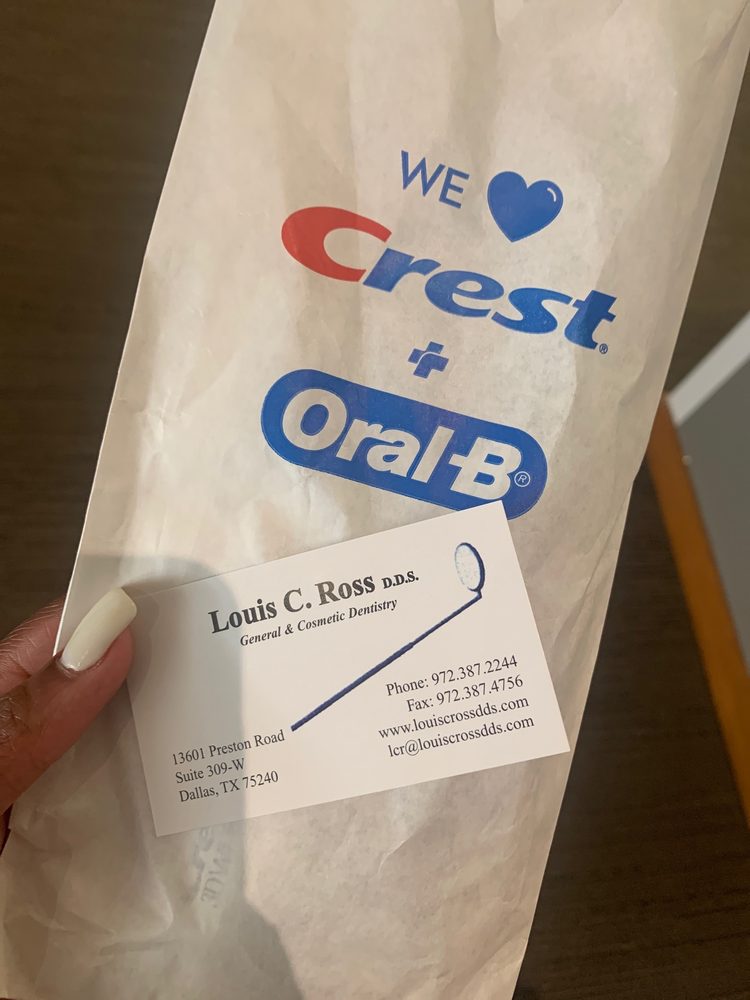 WE
Crest®
+
Oral-B®
Louis C. Ross D.D.S.
General & Cosmetic Dentistry
Phone: 972.387.2244
Fax: 972.387.4756
www.louiscrossdds.com
lcr@louiscrossdds.com
13601 Preston Road
Suite 309-W
Dallas, TX 75240